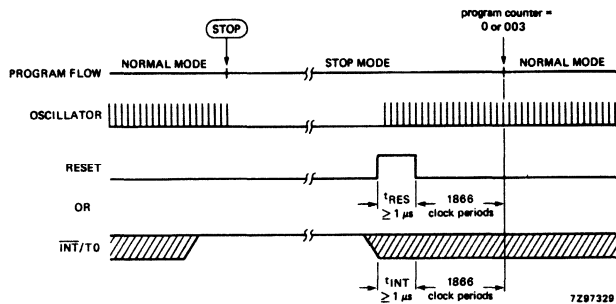 program counter =
0 or 003
STOP
NORMAL MODE STOP MODE NORMAL MODE
PROGRAM FLOW
OSCILLATOR
RESET
tRES
≥ 1 µs
1866
clock periods
OR
INT/T0
tINT
≥ 1 µs
1866
clock periods
7Z97329